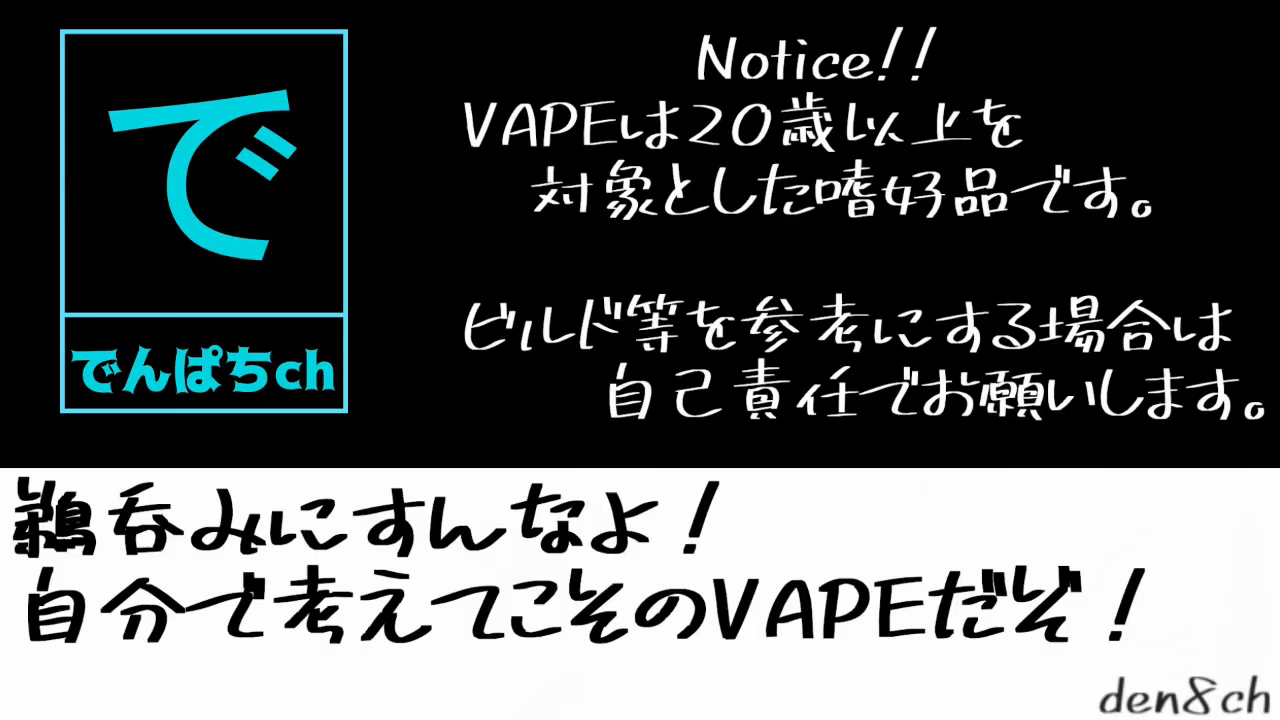 で
でんぱちch
Notice!!
VAPEは20歳以上を
対象とした嗜好品です。
ビルド等を参考にする場合は
自己責任でお願いします。
鵜呑みにすんなよ！
自分で考えてこそのVAPEだぞ！
den8ch